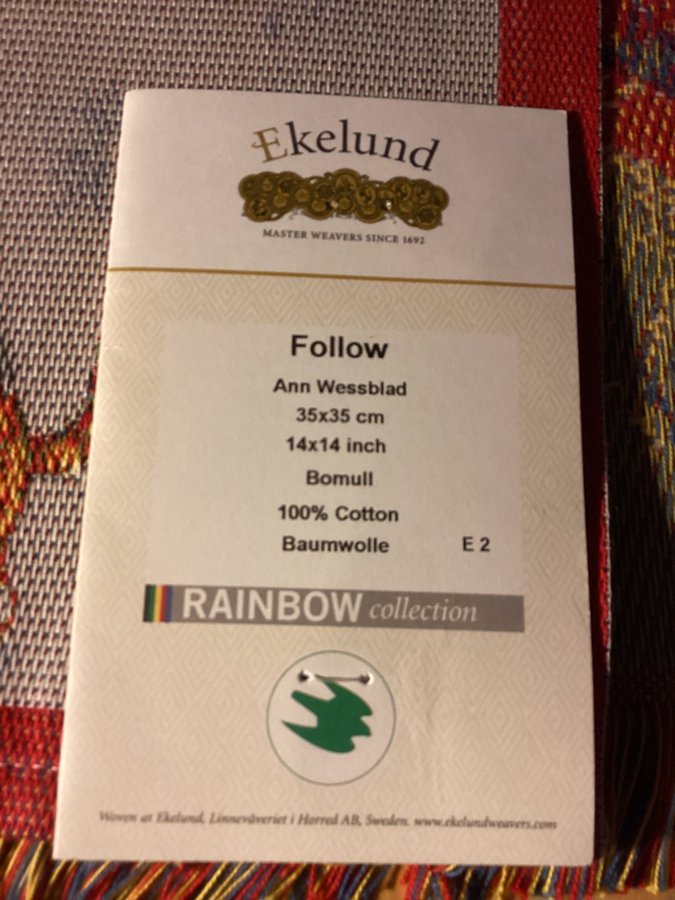 Ekelund
MASTER WEAVERS SINCE 1692
Follow
Ann Wessblad
35x35 cm
14x14 inch
Bomull
100% Cotton
Baumwolle E 2
RAINBOW collection
Woven at Ekelund, Linneväveriet i Horred AB, Sweden. www.ekelundweavers.com